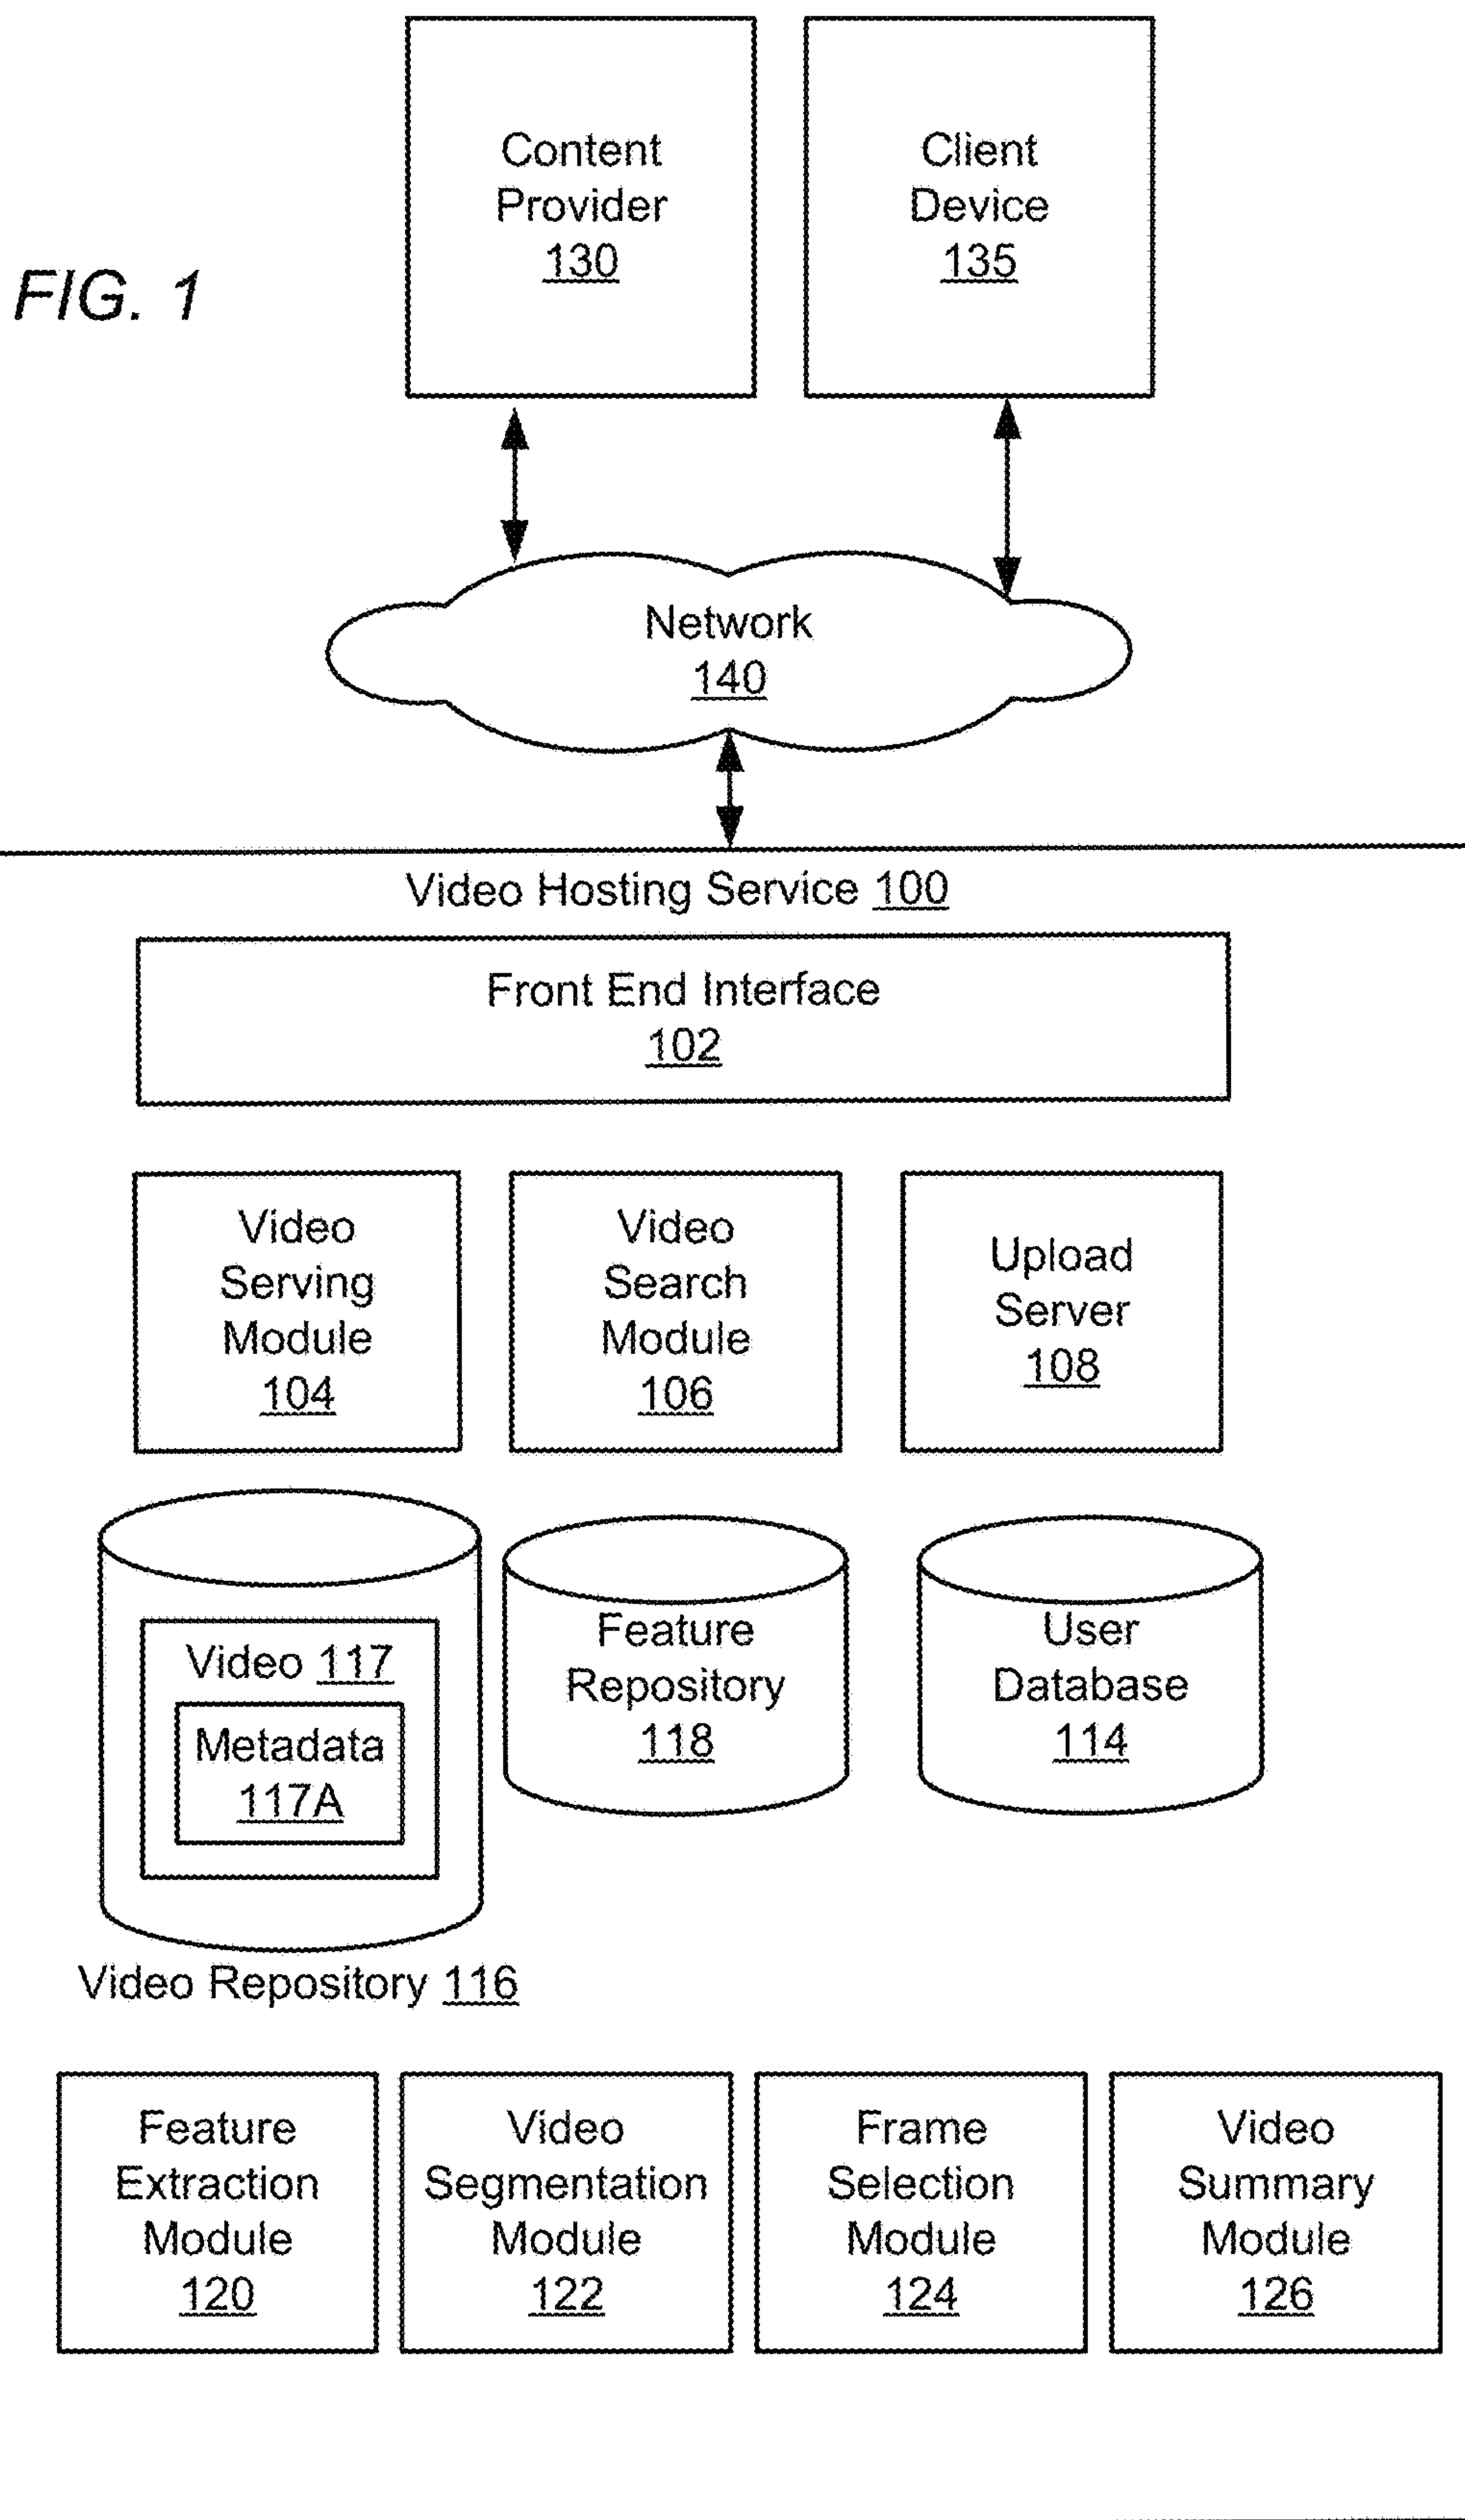 Content
Provider
130
Client
Device
135
FIG. 1
Network
140
Video Hosting Service 100
Front End Interface
102
Video
Serving
Module
104
Video
Search
Module
106
Upload
Server
108
Video 117
Metadata
117A
Feature
Repository
118
User
Database
114
Video Repository 116
Feature
Extraction
Module
120
Video
Segmentation
Module
122
Frame
Selection
Module
124
Video
Summary
Module
126